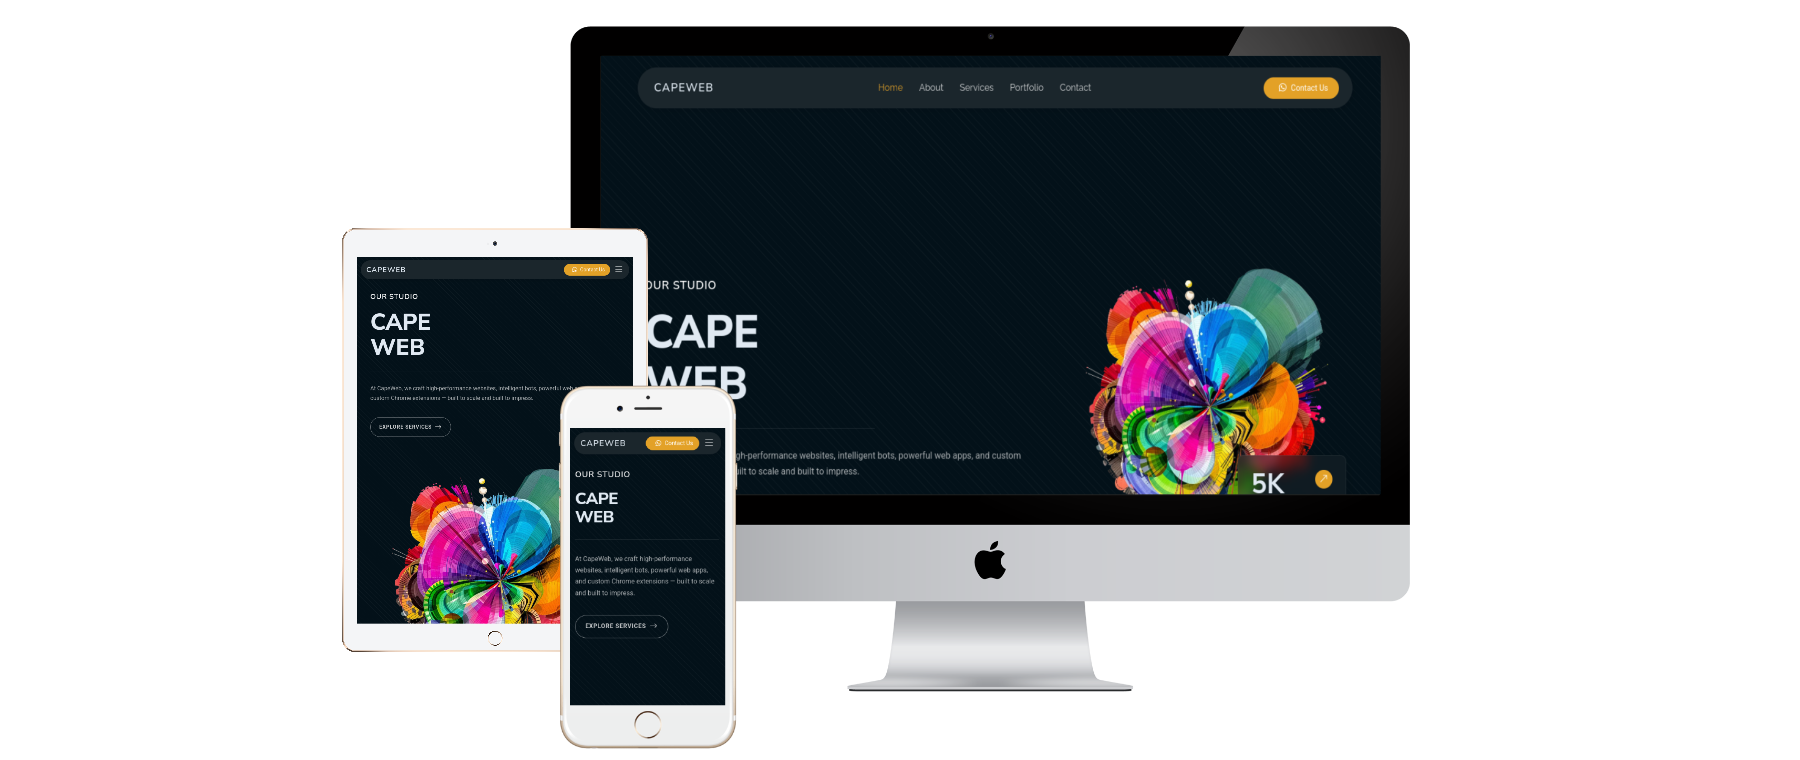 CAPEWEB
Home About Services Portfolio Contact
Contact Us
OUR STUDIO
CAPE
WEB
gh-performance websites, intelligent bots, powerful web apps, and custom
uilt to scale and built to impress.
5K
CAPEWEB
Contact Us
OUR STUDIO
CAPE
WEB
At CapeWeb, we craft high-performance websites, intelligent bots, powerful web
custom Chrome extensions — built to scale and built to impress.
EXPLORE SERVICES
CAPEWEB
Contact Us
OUR STUDIO
CAPE
WEB
At CapeWeb, we craft high-performance
websites, intelligent bots, powerful web apps,
and custom Chrome extensions — built to scale
and built to impress.
EXPLORE SERVICES